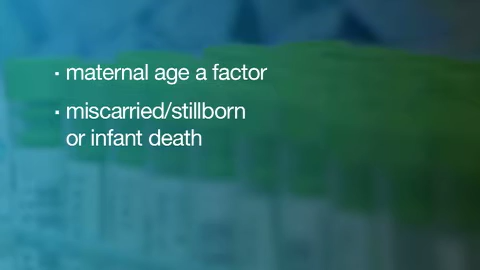 · maternal age a factor
· miscarried/stillborn
or infant death